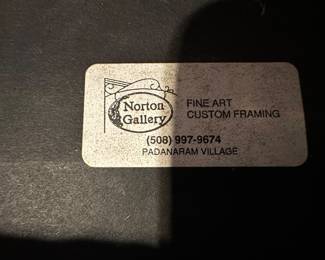 Norton
Gallery
FINE ART
CUSTOM FRAMING
(508) 997-9674
PADANARAM VILLAGE